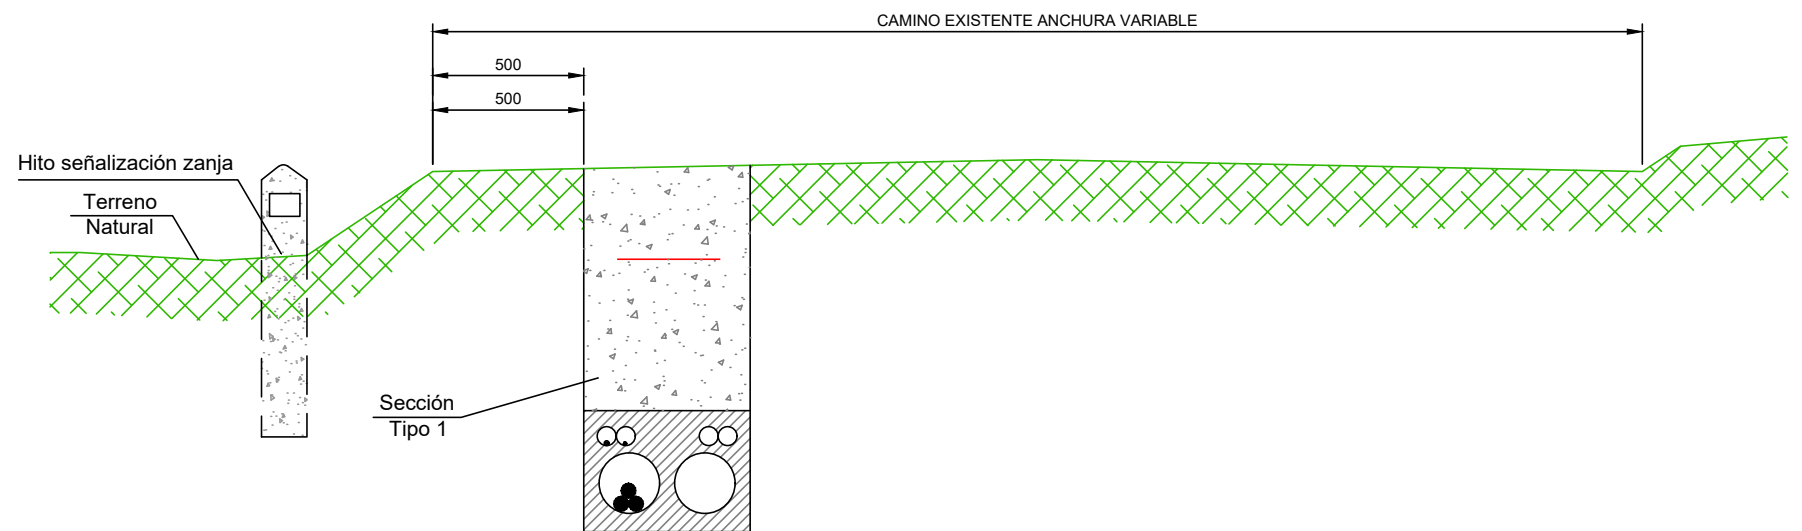 CAMINO EXISTENTE ANCHURA VARIABLE
500
500
Hito señalización zanja
Terreno
Natural
Sección
Tipo 1